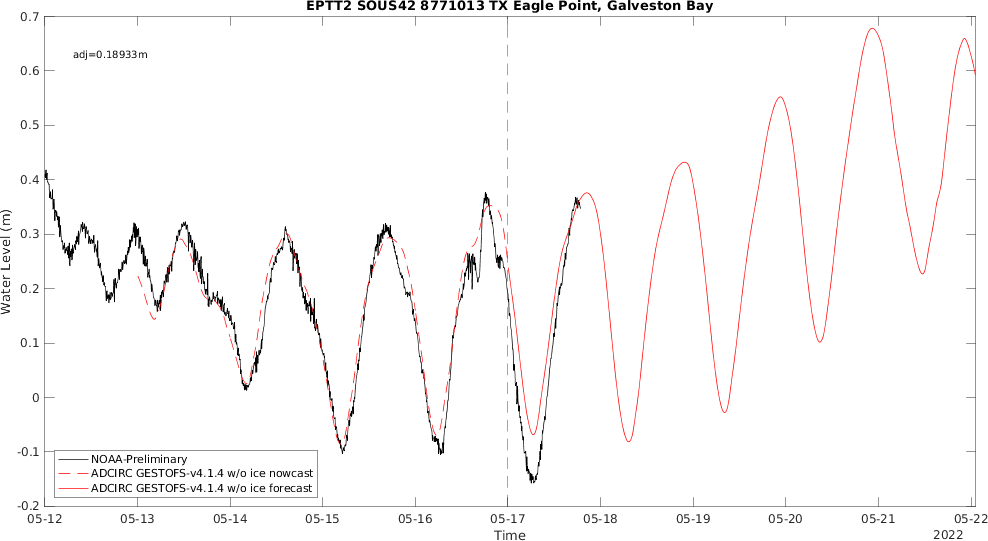 EPTT2 SOUS42 8771013 TX Eagle Point, Galveston Bay
adj=0.18933m
Water Level (m)
0.7
0.6
0.5
0.4
0.3
0.2
0.1
0
-0.1
-0.2
NOAA-Preliminary
ADCIRC GESTOFS-v4.1.4 w/o ice nowcast
ADCIRC GESTOFS-v4.1.4 w/o ice forecast
05-12 05-13 05-14 05-15 05-16 05-17 05-18 05-19 05-20 05-21 05-22
Time
2022